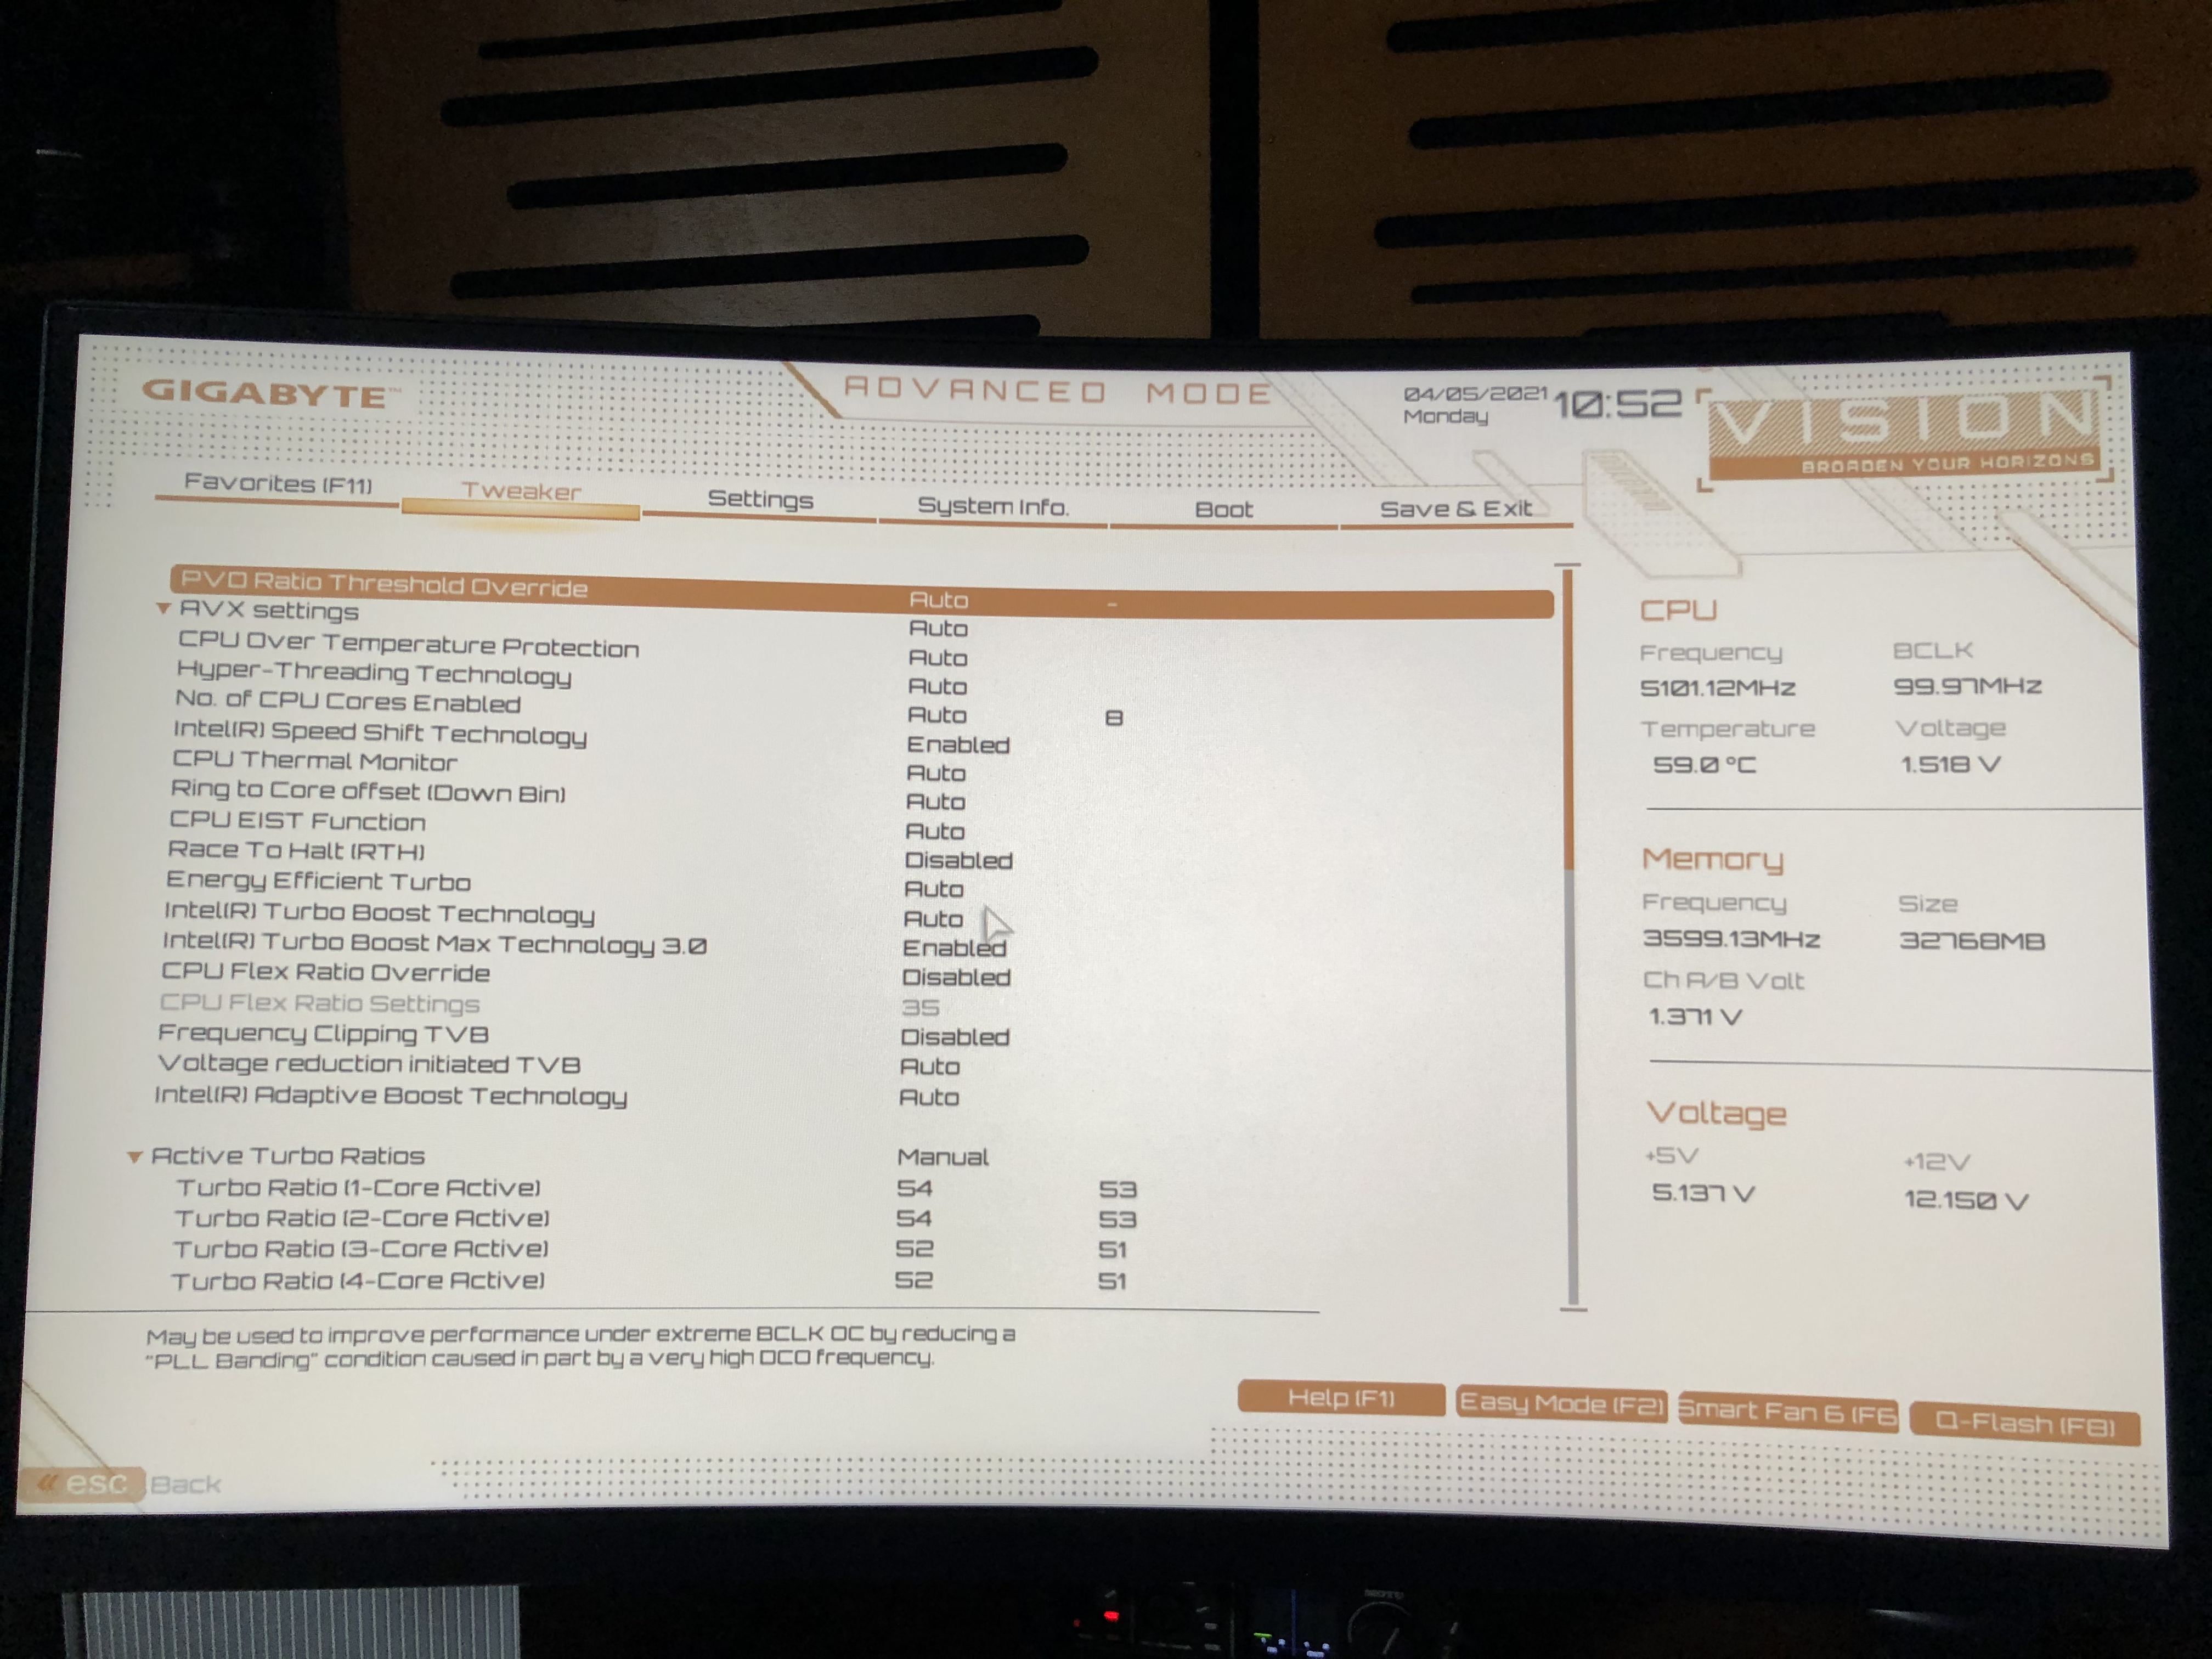 GIGABYTE™
ADVANCED MODE
04/05/2021
Monday
10:52
VISION
BROADEN YOUR HORIZONS
Favorites (F11)
Tweaker
Settings
System Info.
Boot
Save & Exit
PVD Ratio Threshold Override Auto -
AVX settings Auto
CPU Over Temperature Protection Auto
Hyper-Threading Technology Auto
No. of CPU Cores Enabled Auto 8
Intel(R) Speed Shift Technology Enabled
CPU Thermal Monitor Auto
Ring to Core offset (Down Bin) Auto
CPU EIST Function Auto
Race To Halt (RTH) Disabled
Energy Efficient Turbo Auto
Intel(R) Turbo Boost Technology Auto
Intel(R) Turbo Boost Max Technology 3.0 Enabled
CPU Flex Ratio Override Disabled
CPU Flex Ratio Settings 35
Frequency Clipping TVB Disabled
Voltage reduction initiated TVB Auto
Intel(R) Adaptive Boost Technology Auto
Active Turbo Ratios Manual
Turbo Ratio (1-Core Active) 54 53
Turbo Ratio (2-Core Active) 54 53
Turbo Ratio (3-Core Active) 52 51
Turbo Ratio (4-Core Active) 52 51
CPU
Frequency BCLK
5101.12MHz 99.97MHz
Temperature Voltage
59.0 °C 1.518 V
Memory
Frequency Size
3599.13MHz 32768MB
Ch A/B Volt
1.371 V
Voltage
+5V +12V
5.137 V 12.150 V
May be used to improve performance under extreme BCLK OC by reducing a
"PLL Banding" condition caused in part by a very high DCO frequency.
Help (F1)
Easy Mode (F2)
Smart Fan 6 (F6
Q-Flash (F8)
« esc Back